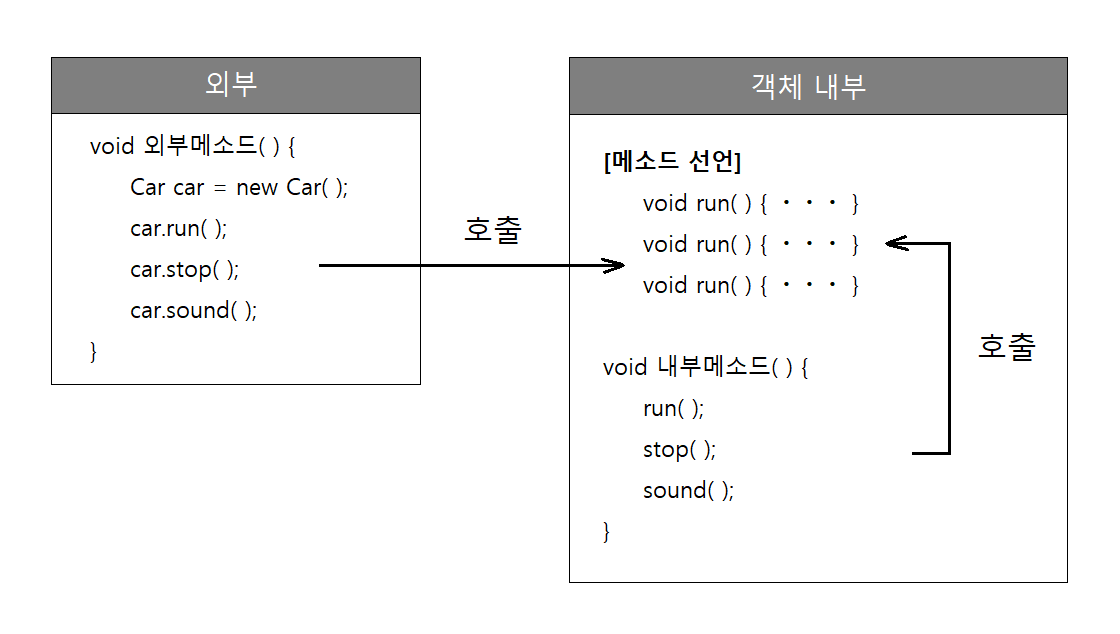 외부
void 외부메소드( ) {
Car car = new Car( );
car.run( );
car.stop( );
car.sound( );
}
호출
객체 내부
[메소드 선언]
void run( ) { · · · }
void run( ) { · · · }
void run( ) { · · · }
void 내부메소드( ) {
run( );
stop( );
sound( );
}
호출